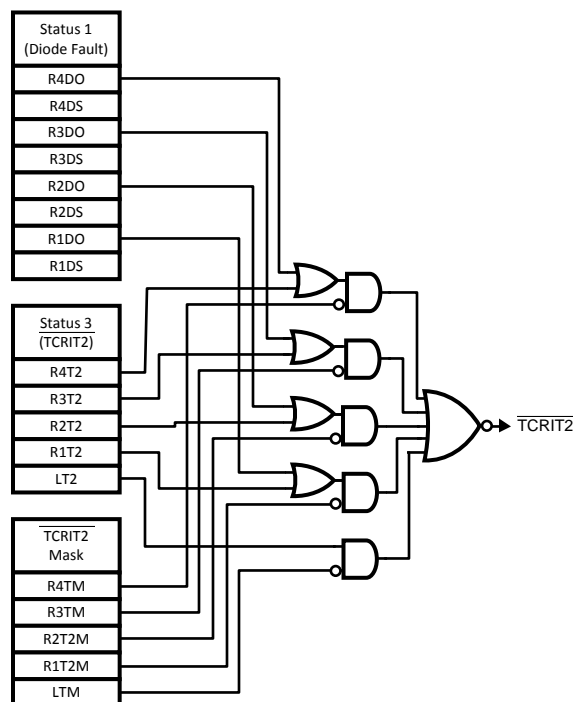 Status 1
(Diode Fault)
R4DO
R4DS
R3DO
R3DS
R2DO
R2DS
R1DO
R1DS
Status 3
(TCRIT2)
R4T2
R3T2
R2T2
R1T2
LT2
TCRIT2
Mask
R4TM
R3TM
R2T2M
R1T2M
LTM
TCRIT2